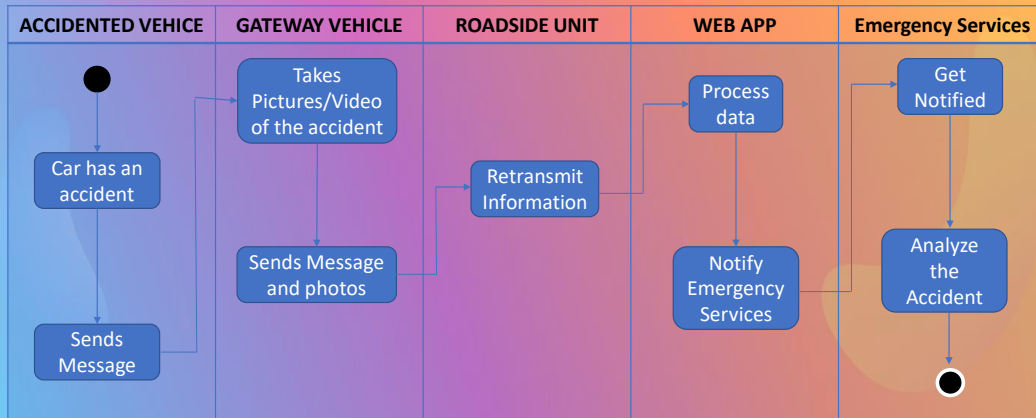 ACCIDENTED VEHICE
GATEWAY VEHICLE
ROADSIDE UNIT
WEB APP
Emergency Services
Car has an
accident
Sends
Message
Takes
Pictures/Video
of the accident
Sends Message
and photos
Retransmit
Information
Process
data
Notify
Emergency
Services
Get
Notified
Analyze
the
Accident